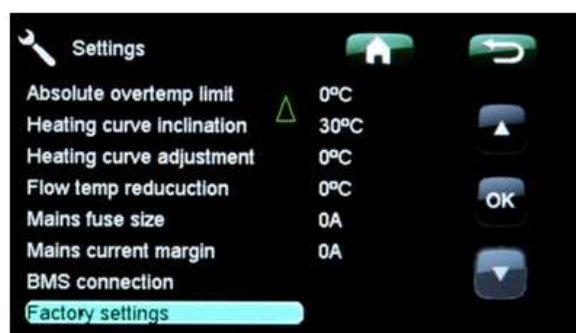 Settings
Absolute overtemp limit 0ºC
Heating curve inclination 30ºC
Heating curve adjustment 0ºC
Flow temp reducuction 0ºC
OK
Mains fuse size 0A
Mains current margin 0A
BMS connection
Factory settings